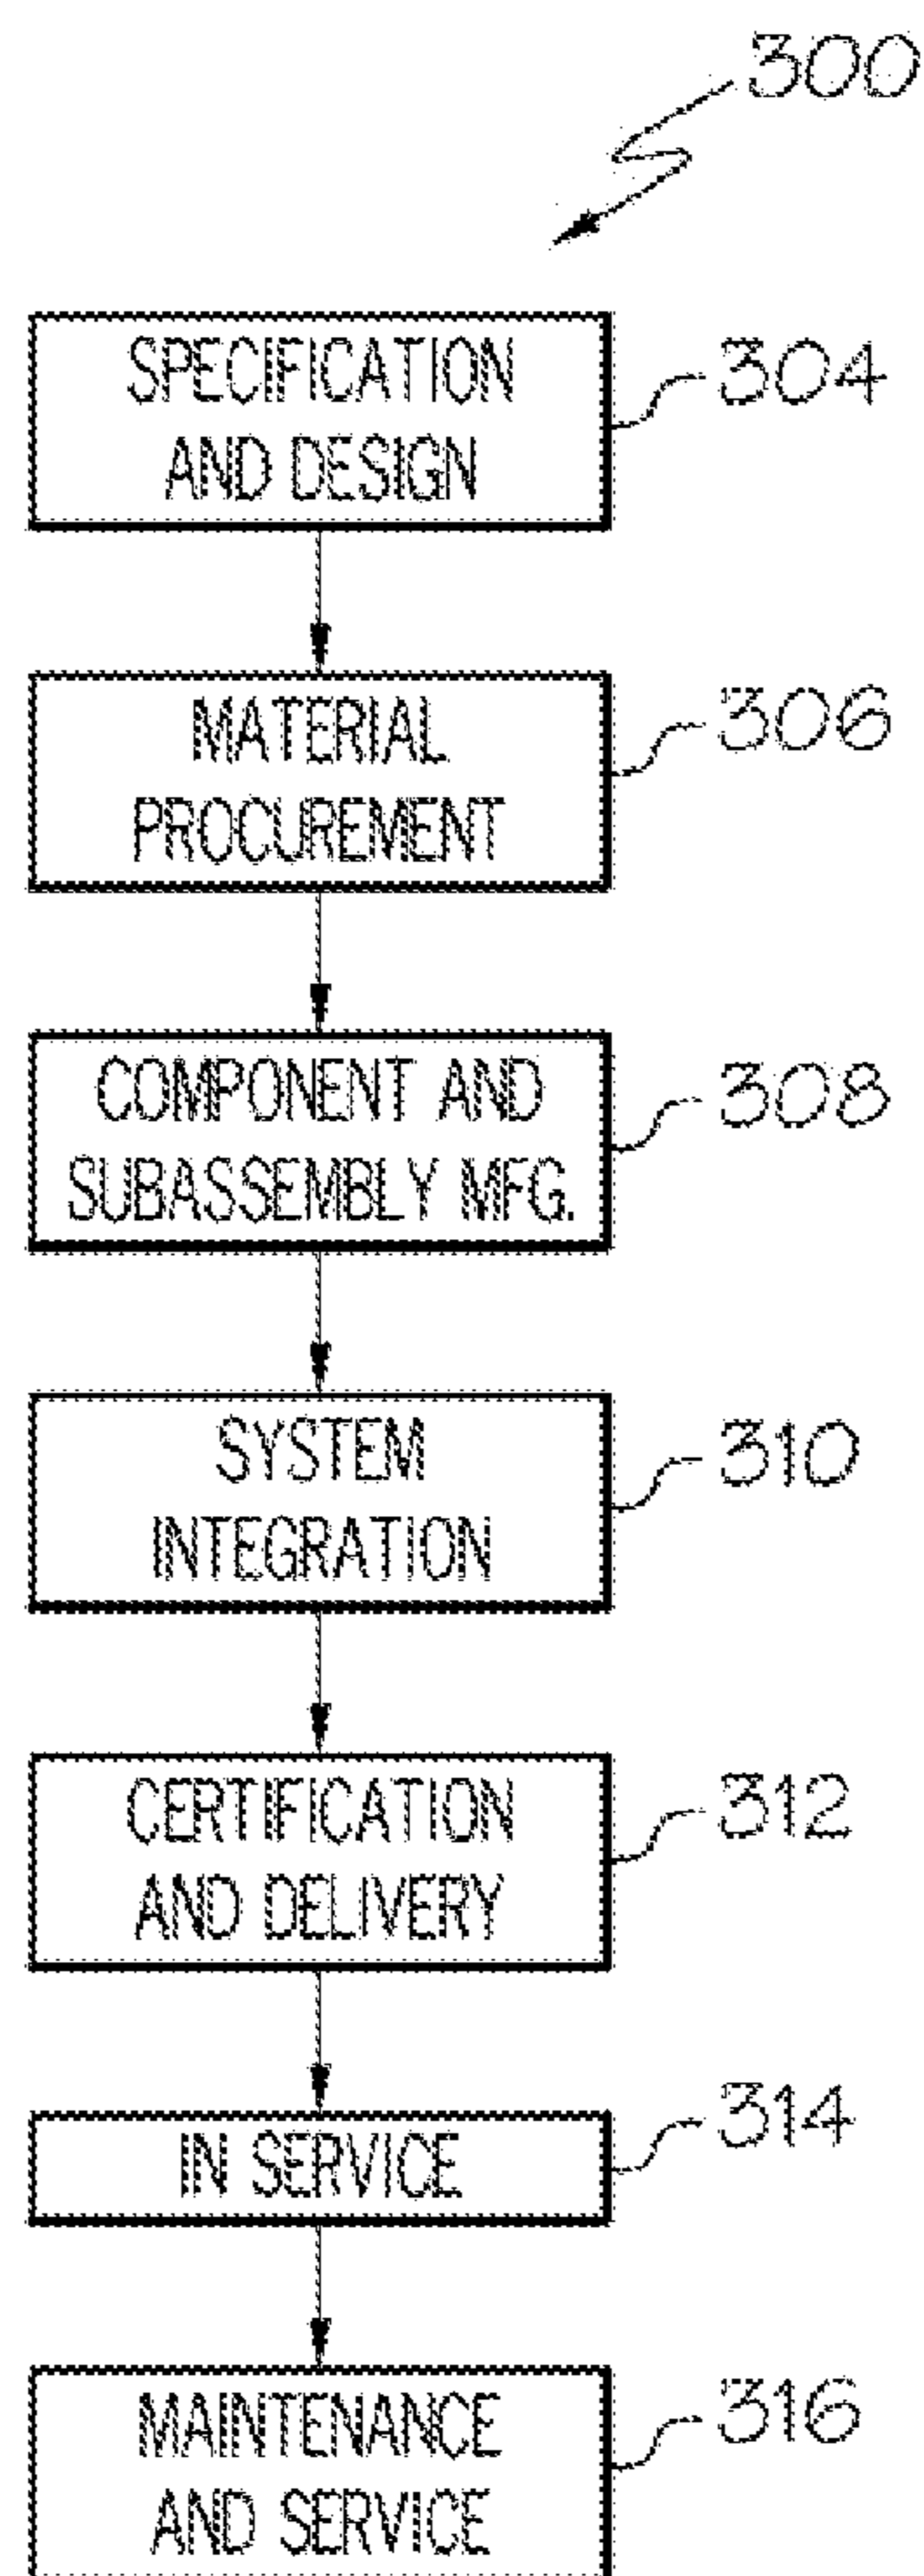 300
SPECIFICATION
AND DESIGN
304
MATERIAL
PROCUREMENT
306
COMPONENT AND
SUBASSEMBLY MFG.
308
SYSTEM
INTEGRATION
310
CERTIFICATION
AND DELIVERY
312
IN SERVICE
314
MAINTENANCE
AND SERVICE
316